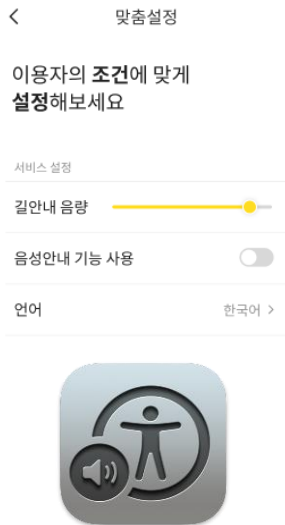 맞춤설정
이용자의 조건에 맞게
설정해보세요
서비스 설정
길안내 음량
음성안내 기능 사용
언어 한국어